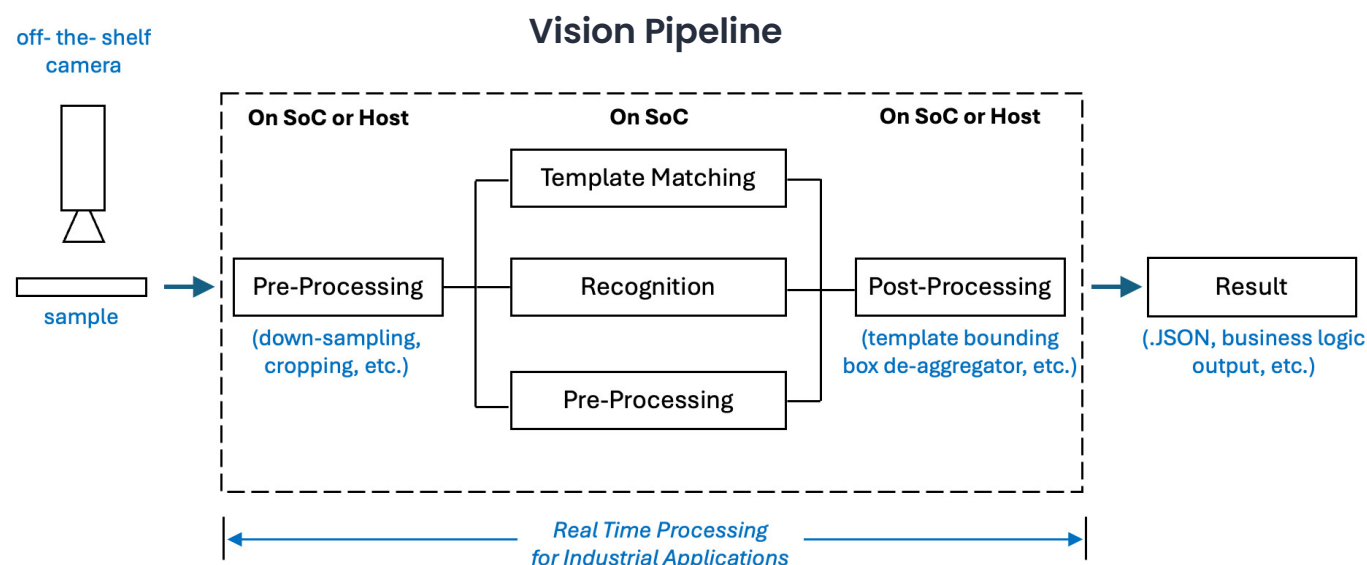 Vision Pipeline
off- the- shelf
camera
On SoC or Host
On SoC
On SoC or Host
Template Matching
Pre-Processing
Recognition
Post-Processing
Result
sample
(down-sampling,
cropping, etc.)
(template bounding
box de-aggregator, etc.)
(.JSON, business logic
output, etc.)
Pre-Processing
Real Time Processing
for Industrial Applications